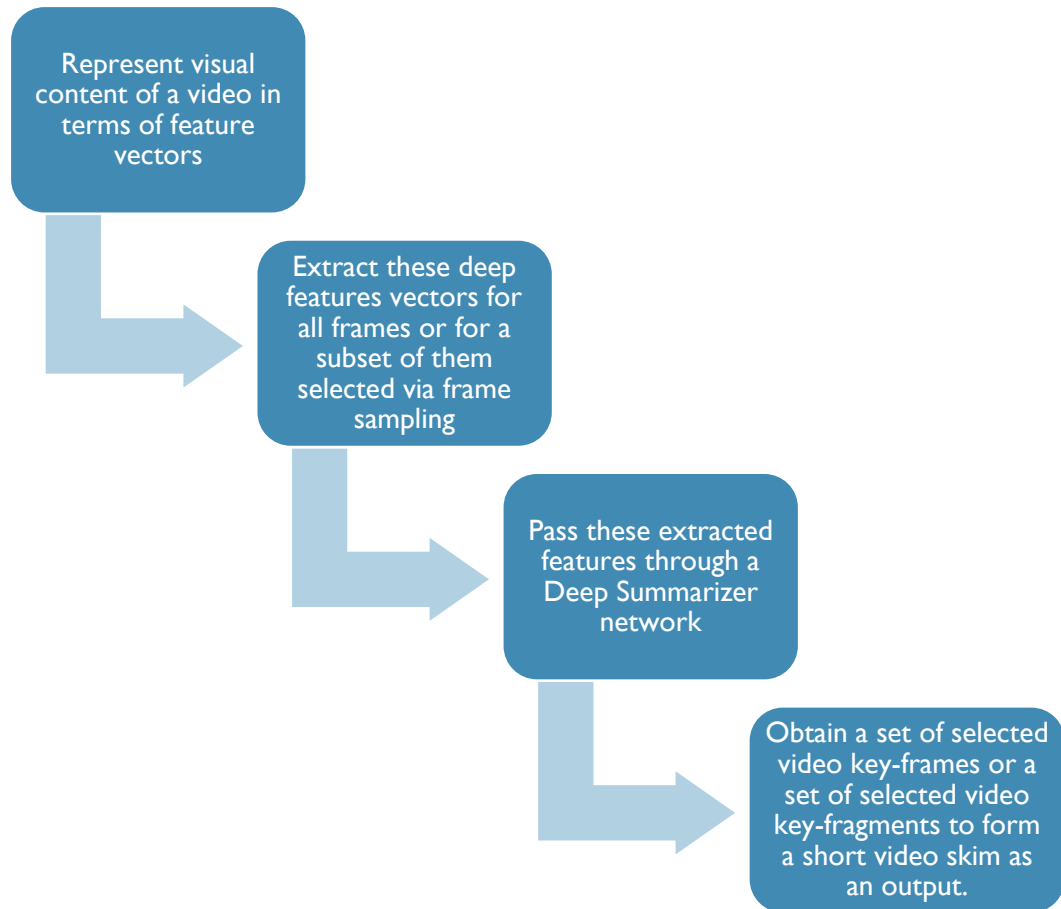 Represent visual
content of a video in
terms of feature
vectors
Extract these deep
features vectors for
all frames or for a
subset of them
selected via frame
sampling
Pass these extracted
features through a
Deep Summarizer
network
Obtain a set of selected
video key-frames or a
set of selected video
key-fragments to form
a short video skim as
an output.